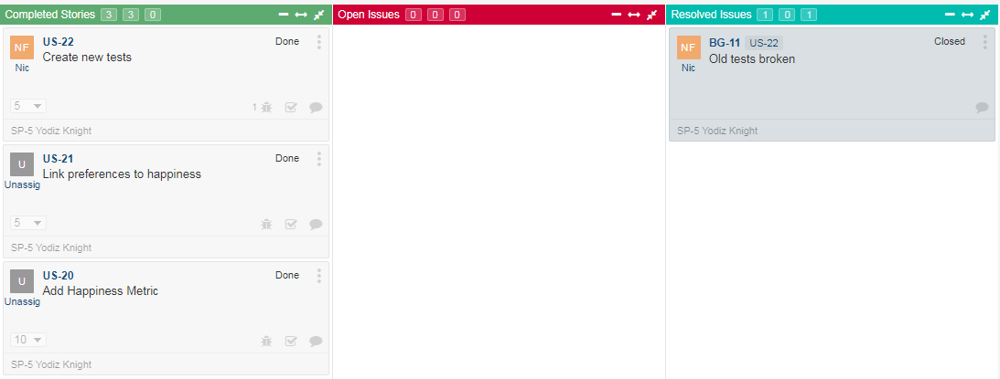 Completed Stories 3 3 0
NF US-22 Done
Create new tests
Nic
5 1
SP-5 Yodiz Knight
U US-21 Done
Link preferences to happiness
Unassig
5
SP-5 Yodiz Knight
U US-20 Done
Add Happiness Metric
Unassig
10
SP-5 Yodiz Knight
Open Issues 0 0 0
Resolved Issues 1 0 1
NF BG-11 US-22 Closed
Old tests broken
Nic
SP-5 Yodiz Knight